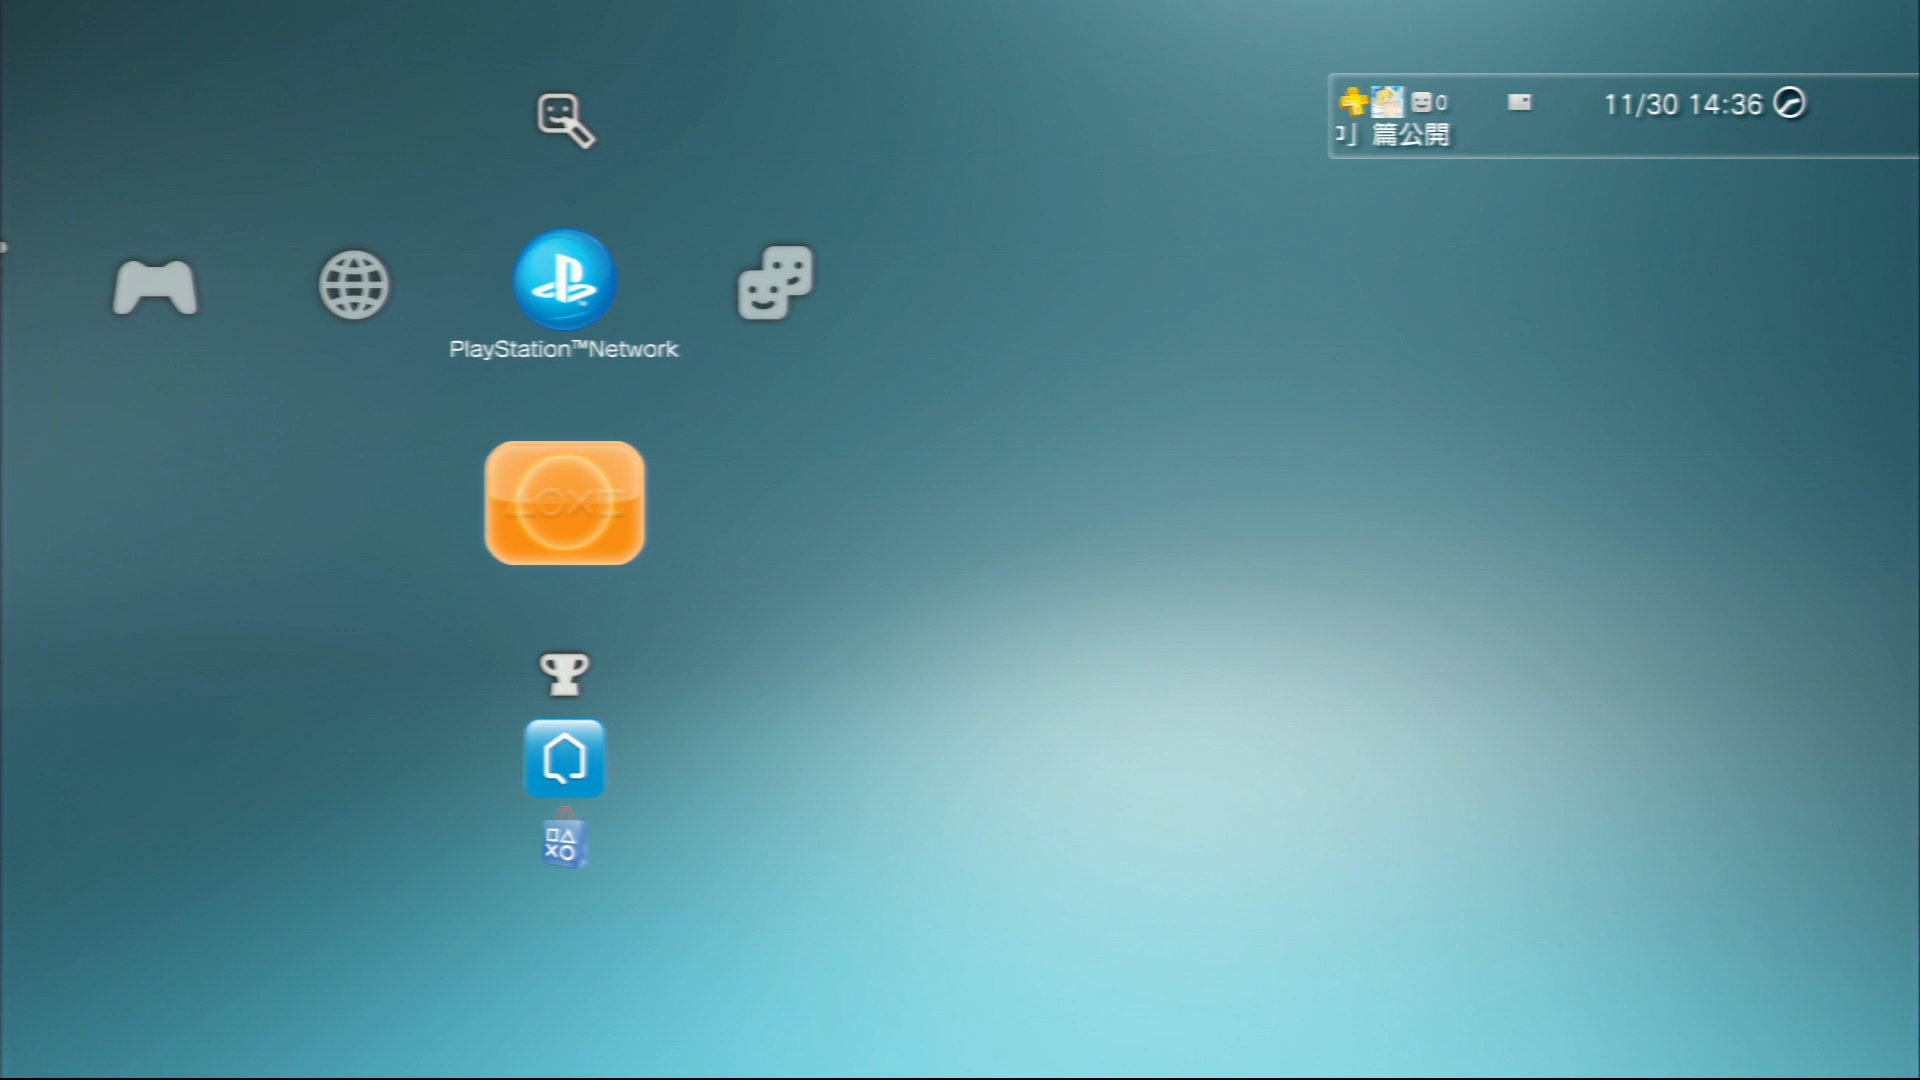 0
11/30 14:36
」篇公開
PlayStation™Network